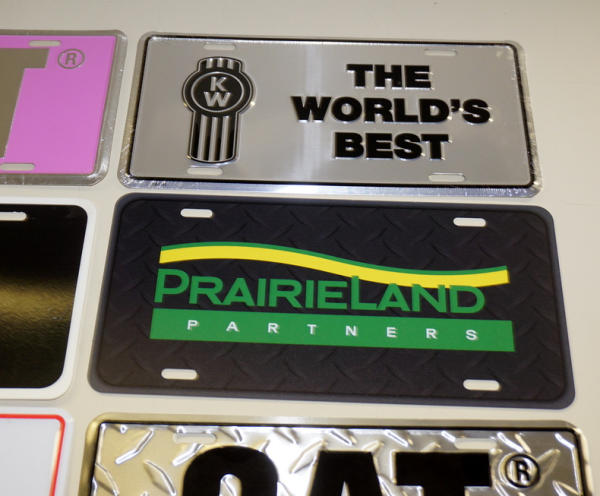 T®
KW
THE
WORLD'S
BEST
PRAIRIELAND
PARTNERS
CAT®